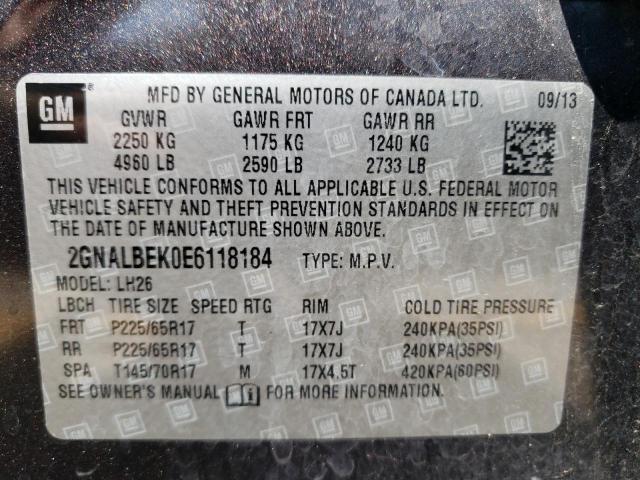 GM
MFD BY GENERAL MOTORS OF CANADA LTD. 09/13
GVWR GAWR FRT GAWR RR
2250 KG 1175 KG 1240 KG
4960 LB 2590 LB 2733 LB
THIS VEHICLE CONFORMS TO ALL APPLICABLE U.S. FEDERAL MOTOR
VEHICLE SAFETY AND THEFT PREVENTION STANDARDS IN EFFECT ON
THE DATE OF MANUFACTURE SHOWN ABOVE.
2GNALBEK0E6118184 TYPE: M.P.V.
MODEL: LH26
LBCH TIRE SIZE SPEED RTG RIM COLD TIRE PRESSURE
FRT P225/65R17 T 17X7J 240KPA(35PSI)
RR P225/65R17 T 17X7J 240KPA(35PSI)
SPA T145/70R17 M 17X4.5T 420KPA(60PSI)
SEE OWNER'S MANUAL FOR MORE INFORMATION.